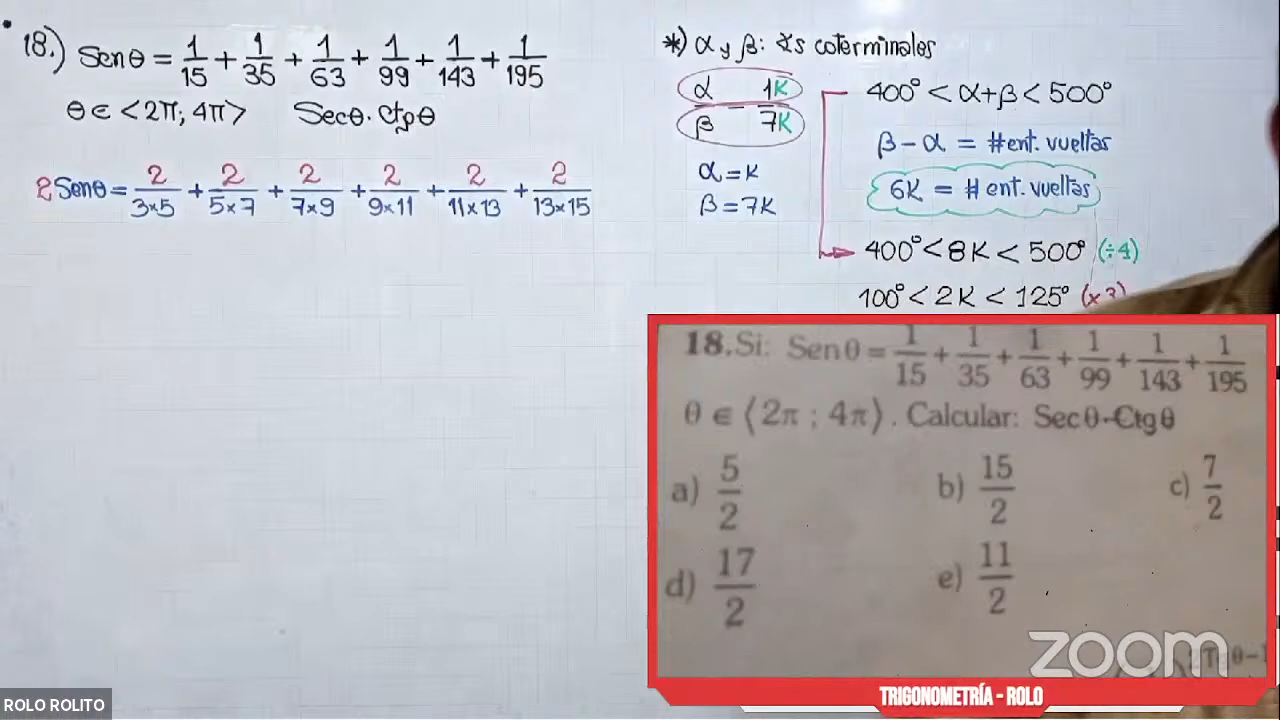 18.) Senθ = 1/15 + 1/35 + 1/63 + 1/99 + 1/143 + 1/195
θ ∈ <2π; 4π> Secθ.Ctgθ
2Senθ = 2/3×5 + 2/5×7 + 2/7×9 + 2/9×11 + 2/11×13 + 2/13×15
*) α y β: ∢s coterminales
α/β = 1K/7K
α = K
β = 7K
400° < α+β < 500°
β - α = #ent. vueltas
6K = # ent. vueltas
400° < 8K < 500° (÷4)
100° < 2K < 125° (×3)
18. Si: Senθ = 1/15 + 1/35 + 1/63 + 1/99 + 1/143 + 1/195
θ ∈ ⟨2π ; 4π⟩. Calcular: Secθ.Ctgθ
a) 5/2 b) 15/2 c) 7/2
d) 17/2 e) 11/2
zoom
TRIGONOMETRÍA - ROLO
ROLO ROLITO